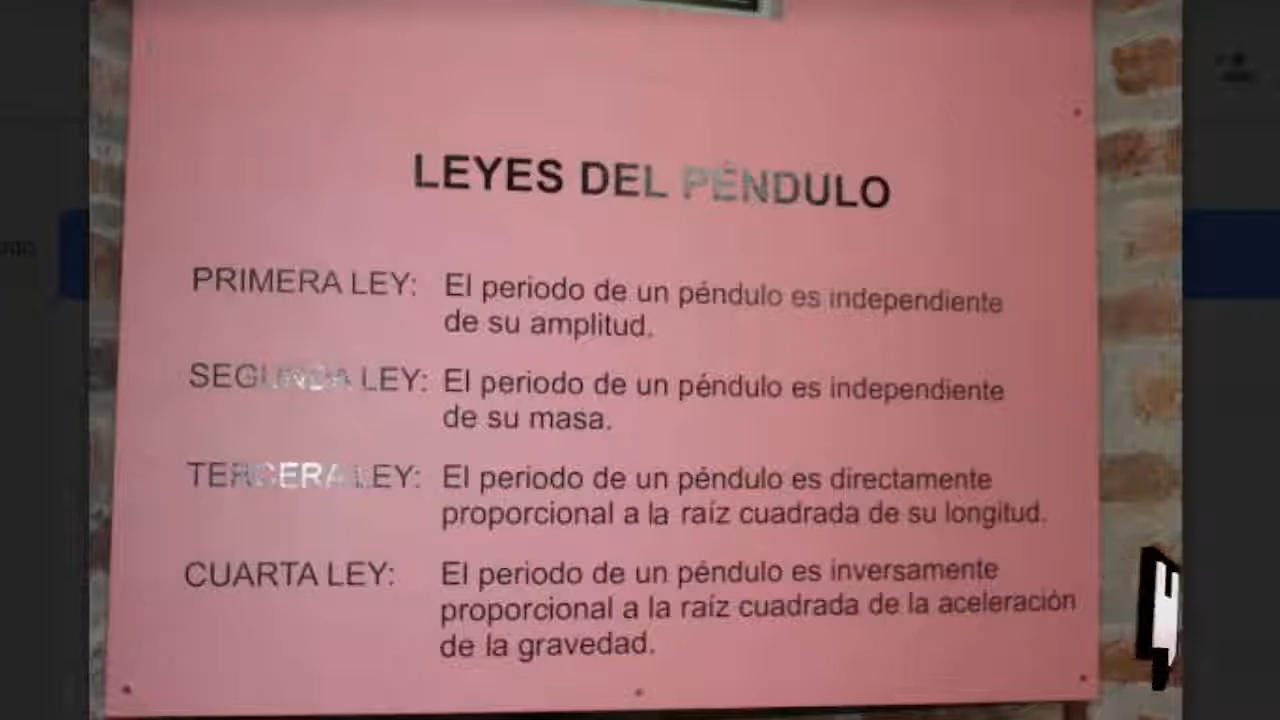 LEYES DEL PÉNDULO
PRIMERA LEY: El periodo de un péndulo es independiente
de su amplitud.
SEGUNDA LEY: El periodo de un péndulo es independiente
de su masa.
TERCERA LEY: El periodo de un péndulo es directamente
proporcional a la raíz cuadrada de su longitud.
CUARTA LEY: El periodo de un péndulo es inversamente
proporcional a la raíz cuadrada de la aceleración
de la gravedad.